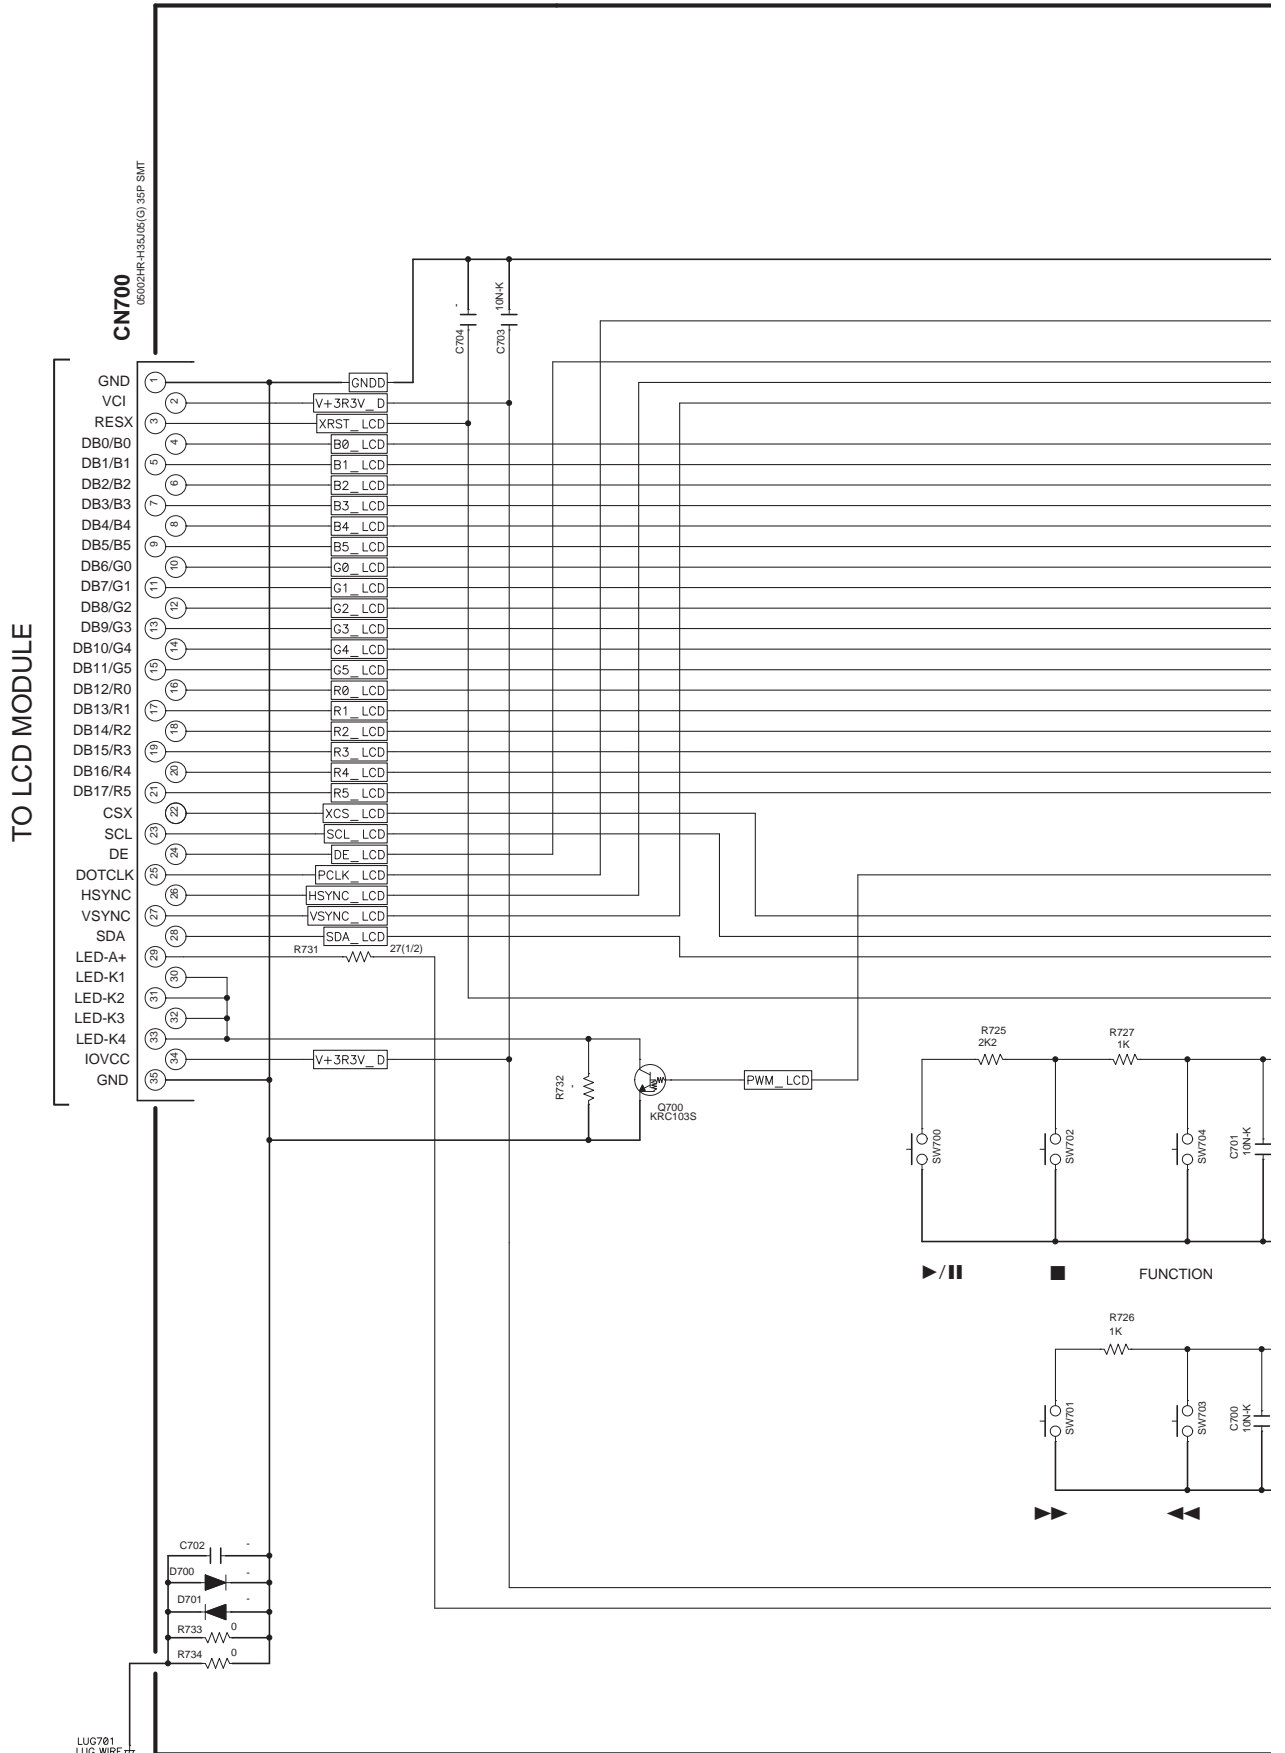 CN700
05002HR-H35J05(G) 35P SMT
TO LCD MODULE
C704
-
C703
10N-K
GND 1 GNDD
VCI 2 V+3R3V_D
RESX 3 XRST_LCD
DB0/B0 4 B0_LCD
DB1/B1 5 B1_LCD
DB2/B2 6 B2_LCD
DB3/B3 7 B3_LCD
DB4/B4 8 B4_LCD
DB5/B5 9 B5_LCD
DB6/G0 10 G0_LCD
DB7/G1 11 G1_LCD
DB8/G2 12 G2_LCD
DB9/G3 13 G3_LCD
DB10/G4 14 G4_LCD
DB11/G5 15 G5_LCD
DB12/R0 16 R0_LCD
DB13/R1 17 R1_LCD
DB14/R2 18 R2_LCD
DB15/R3 19 R3_LCD
DB16/R4 20 R4_LCD
DB17/R5 21 R5_LCD
CSX 22 XCS_LCD
SCL 23 SCL_LCD
DE 24 DE_LCD
DOTCLK 25 PCLK_LCD
HSYNC 26 HSYNC_LCD
VSYNC 27 VSYNC_LCD
SDA 28 SDA_LCD
LED-A+ 29 R731 27(1/2)
LED-K1 30
LED-K2 31
LED-K3 32
LED-K4 33
IOVCC 34 V+3R3V_D
GND 35
R732
-
Q700
KRC103S
PWM_LCD
R725
2K2
R727
1K
SW700
SW702
SW704
C701
10N-K
▶/▮▮ ■ FUNCTION
R726
1K
SW701
SW703
C700
10N-K
▶▶ ◀◀
C702 -
D700 -
D701 -
R733 0
R734 0
LUG701
LUG WIRE